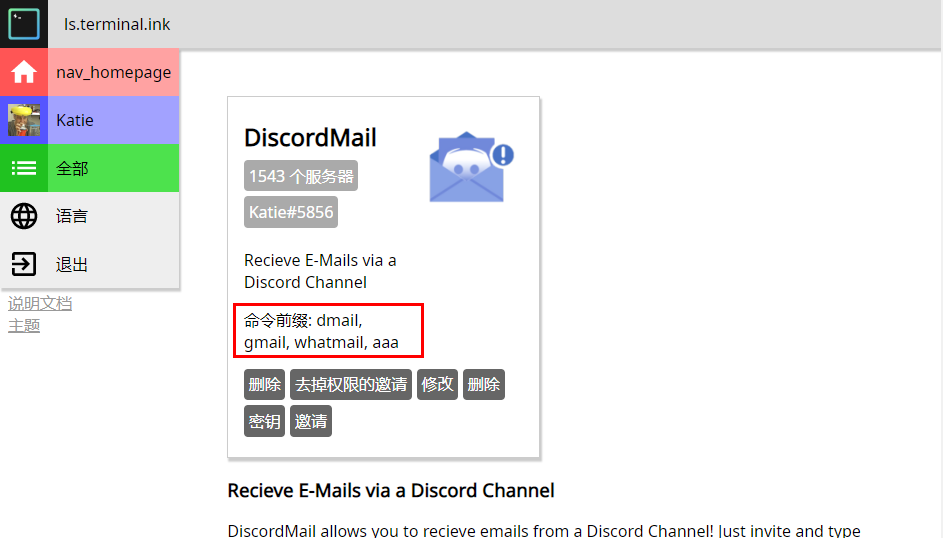 ls.terminal.ink
nav_homepage
Katie
全部
语言
退出
说明文档
主题
DiscordMail
1543 个服务器
Katie#5856
Recieve E-Mails via a
Discord Channel
命令前缀: dmail,
gmail, whatmail, aaa
删除 去掉权限的邀请 修改 删除
密钥 邀请
Recieve E-Mails via a Discord Channel
DiscordMail allows you to recieve emails from a Discord Channel! Just invite and type